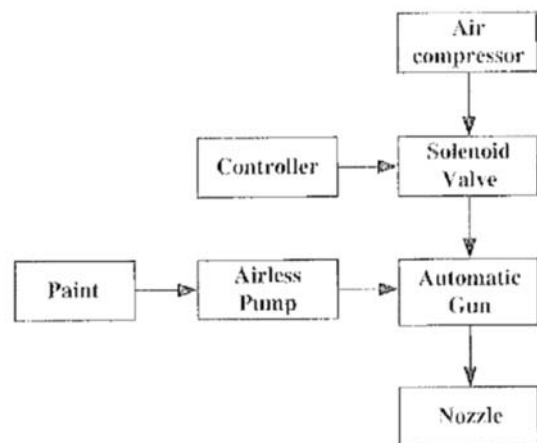 Air
compressor
Controller
Solenoid
Valve
Paint
Airless
Pump
Automatic
Gun
Nozzle